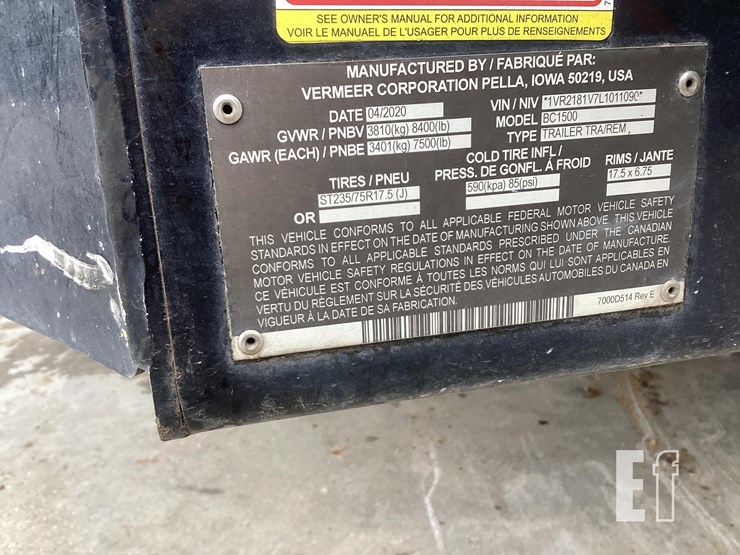 SEE OWNER'S MANUAL FOR ADDITIONAL INFORMATION
VOIR LE MANUAEL DE L'USAGER POUR PLUS DE RENSEIGNEMENTS
MANUFACTURED BY / FABRIQUÉ PAR:
VERMEER CORPORATION PELLA, IOWA 50219, USA
DATE 04/2020 VIN / NIV *1VR2181V7L1011090*
GVWR / PNBV 3810(kg) 8400(lb) MODEL BC1500
GAWR (EACH) / PNBE 3401(kg) 7500(lb) TYPE TRAILER TRA/REM
TIRES / PNEU COLD TIRE INFL / PRESS. DE GONFL. À FROID RIMS / JANTE
ST235/75R17.5 (J) 590(kpa) 85(psi) 17.5 x 6.75
OR /
THIS VEHICLE CONFORMS TO ALL APPLICABLE FEDERAL MOTOR VEHICLE SAFETY
STANDARDS IN EFFECT ON THE DATE OF MANUFACTURING SHOWN ABOVE. THIS VEHICLE
CONFORMS TO ALL APPLICABLE STANDARDS PRESCRIBED UNDER THE CANADIAN
MOTOR VEHICLE SAFETY REGULATIONS IN EFFECT ON THE DATE OF MANUFACTURE.
CE VÉHICULE EST CONFORME À TOUTES LES NORMS QUI LUI SONT APPLICABLES EN
VERTU DU RÈGLEMENT SUR LA SÉCURITÉ DES VÉHICULES AUTOMOBILES DU CANADA EN
VIGUEUR À LA DATE DE SA FABRICATION.
7000D514 Rev E
Ef